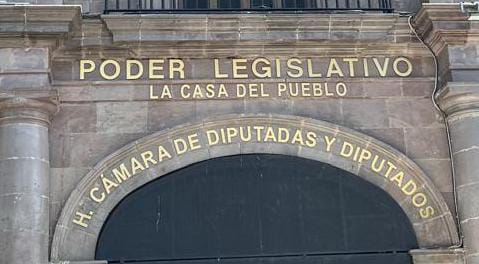 PODER LEGISLATIVO
LA CASA DEL PUEBLO
H. CÁMARA DE DIPUTADAS Y DIPUTADOS